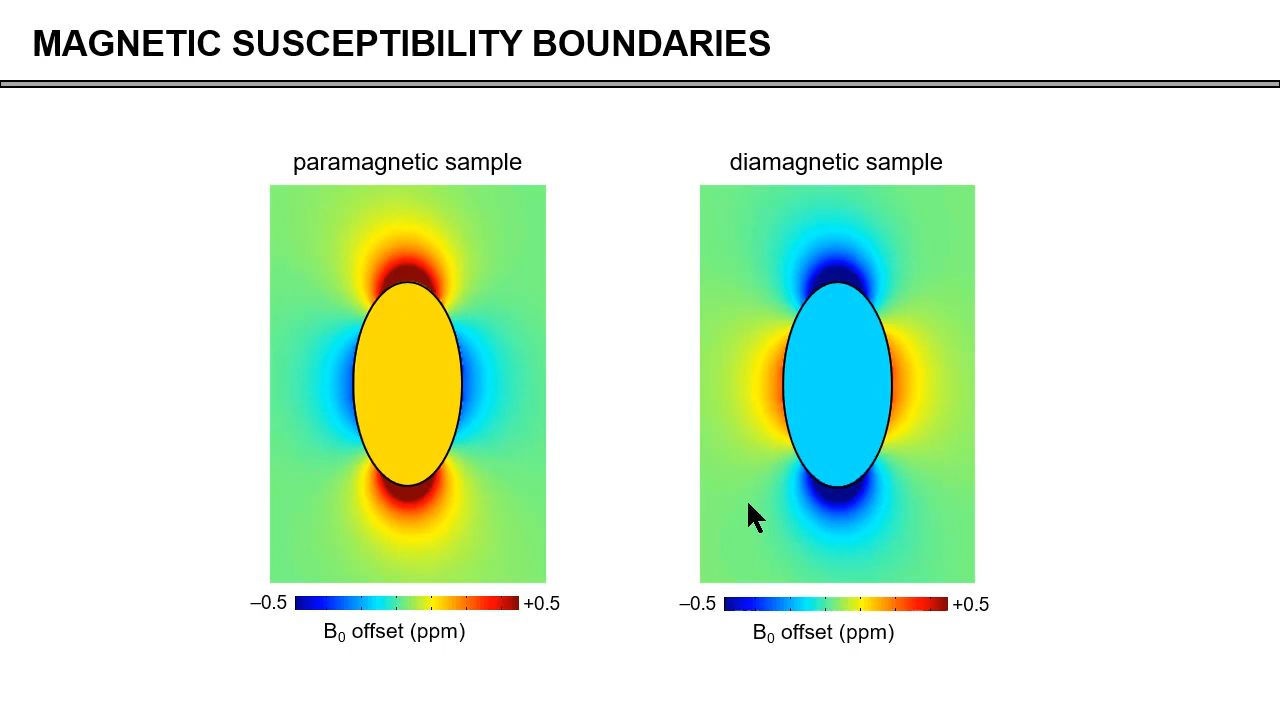 MAGNETIC SUSCEPTIBILITY BOUNDARIES
paramagnetic sample
diamagnetic sample
–0.5
+0.5
B₀ offset (ppm)
–0.5
+0.5
B₀ offset (ppm)